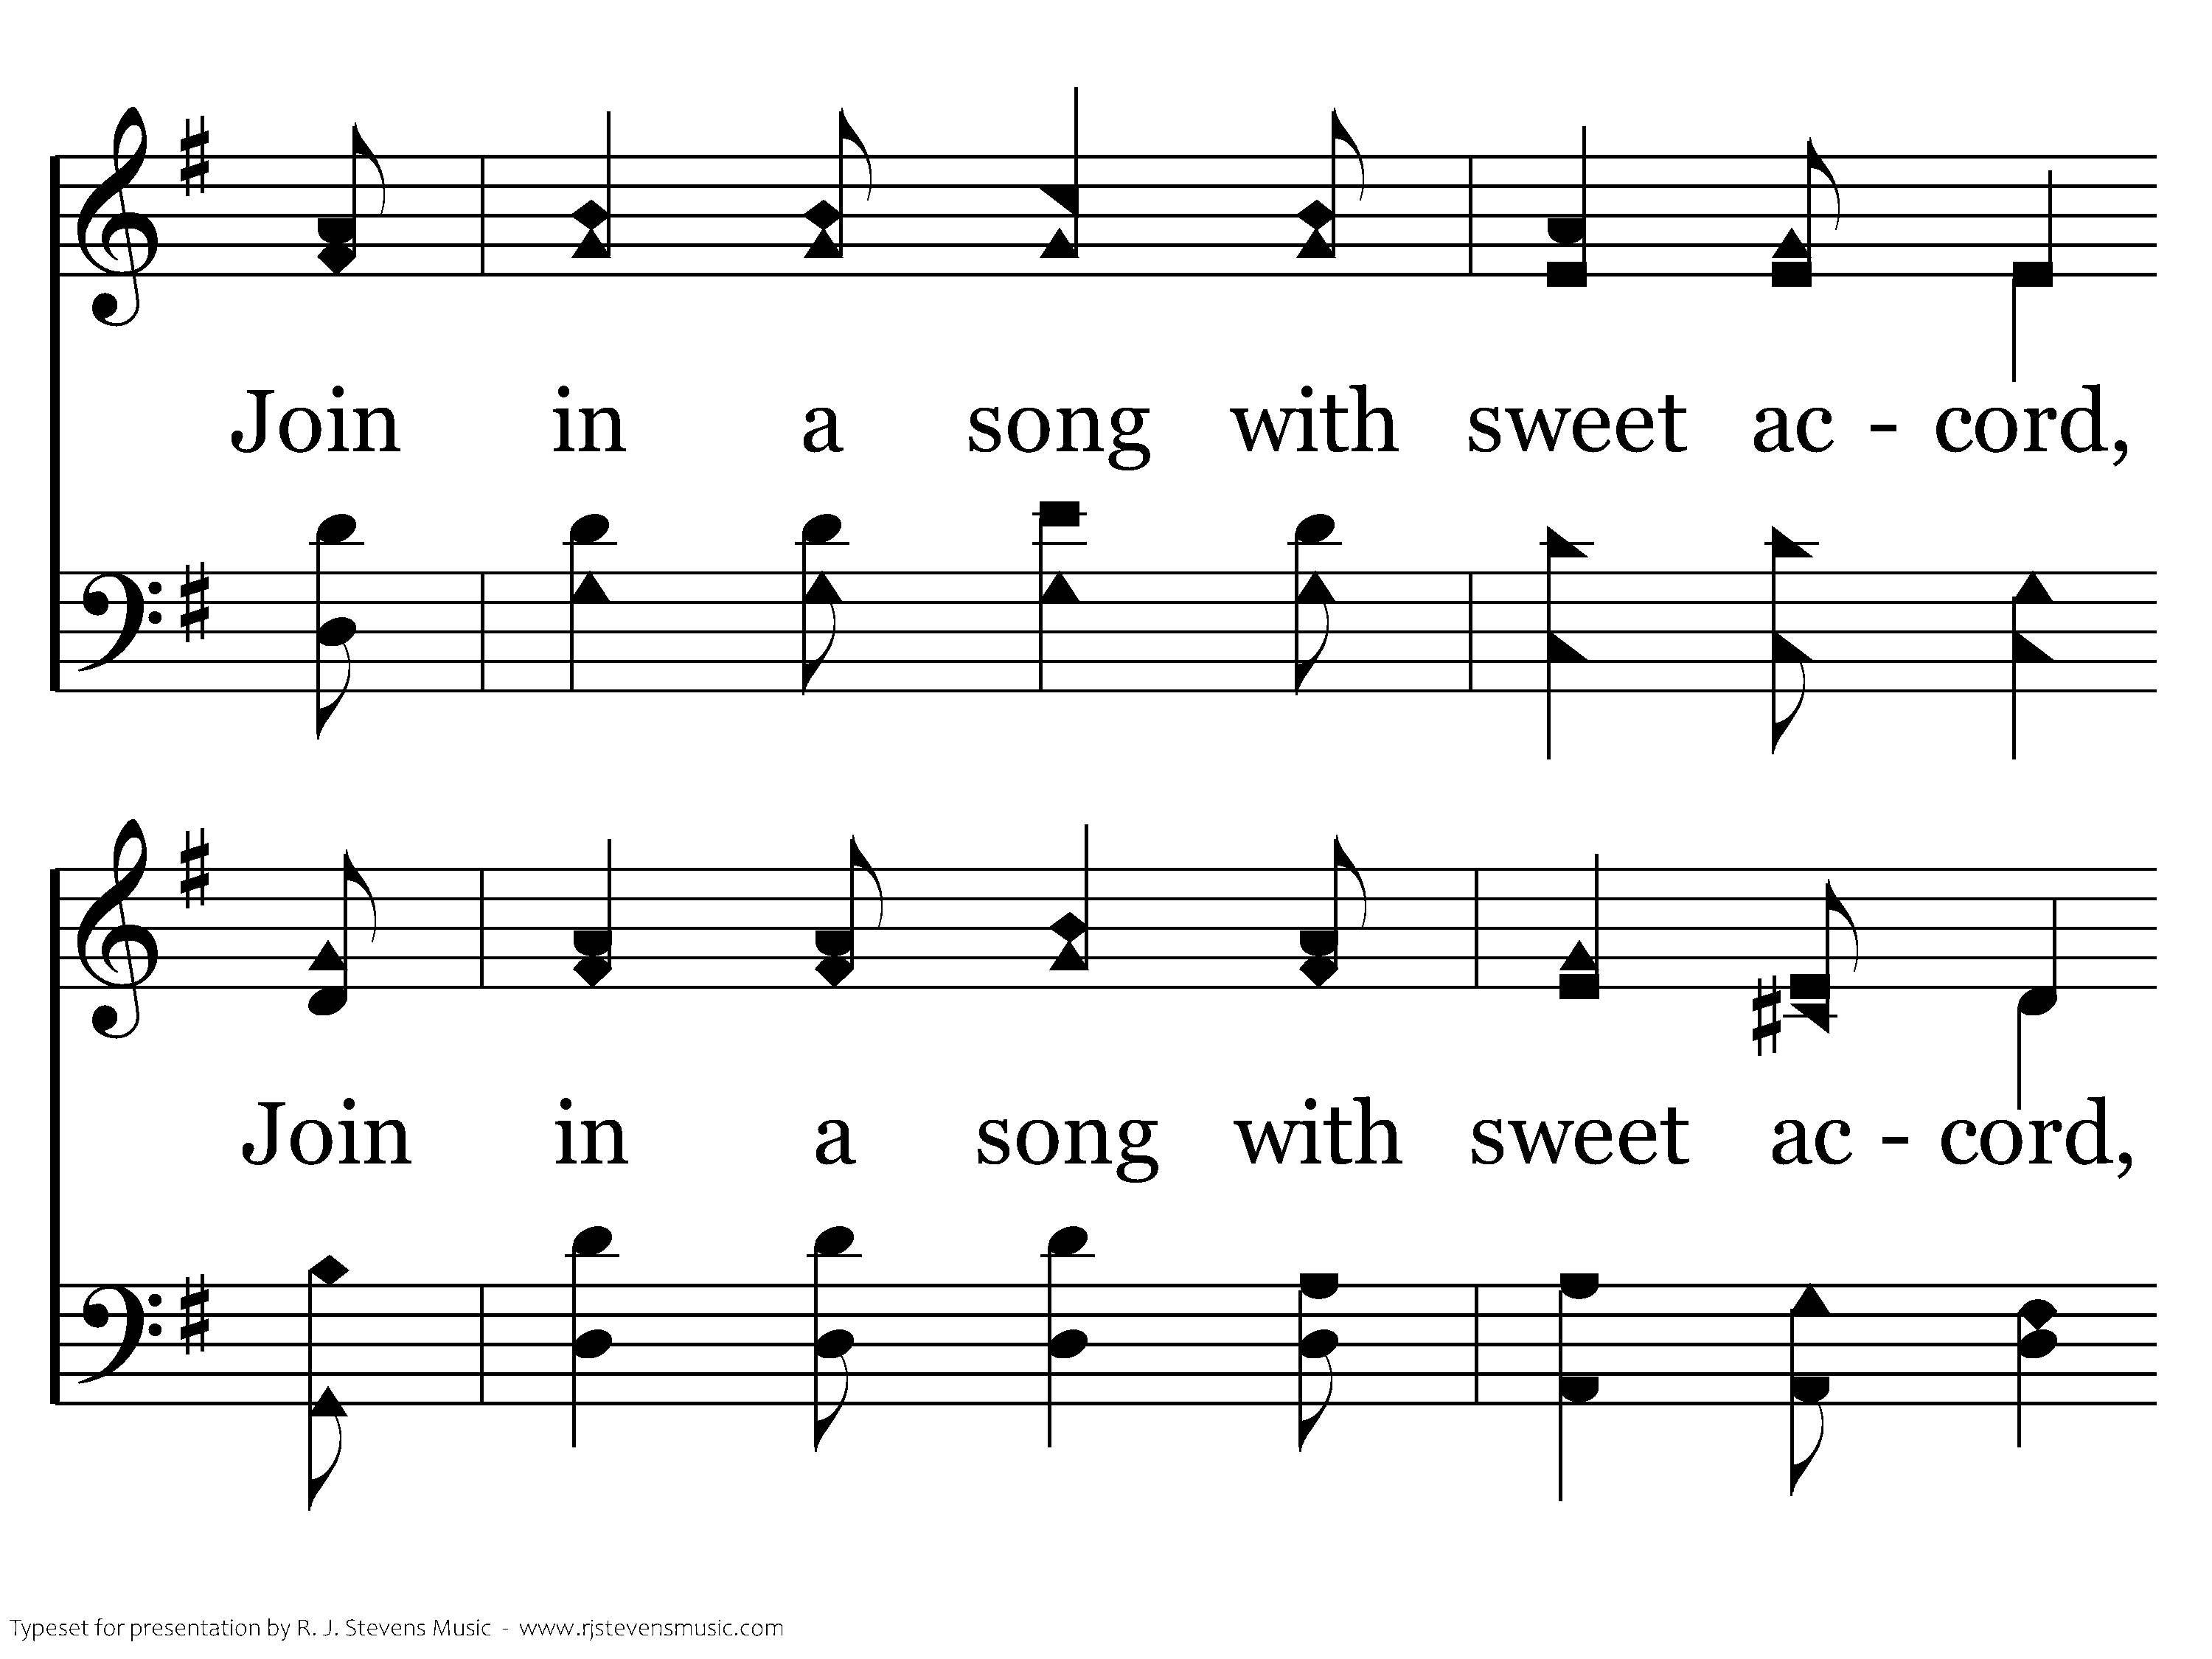 Join in a song with sweet ac - cord,
Join in a song with sweet ac - cord,
Typeset for presentation by R. J. Stevens Music - www.rjstevensmusic.com